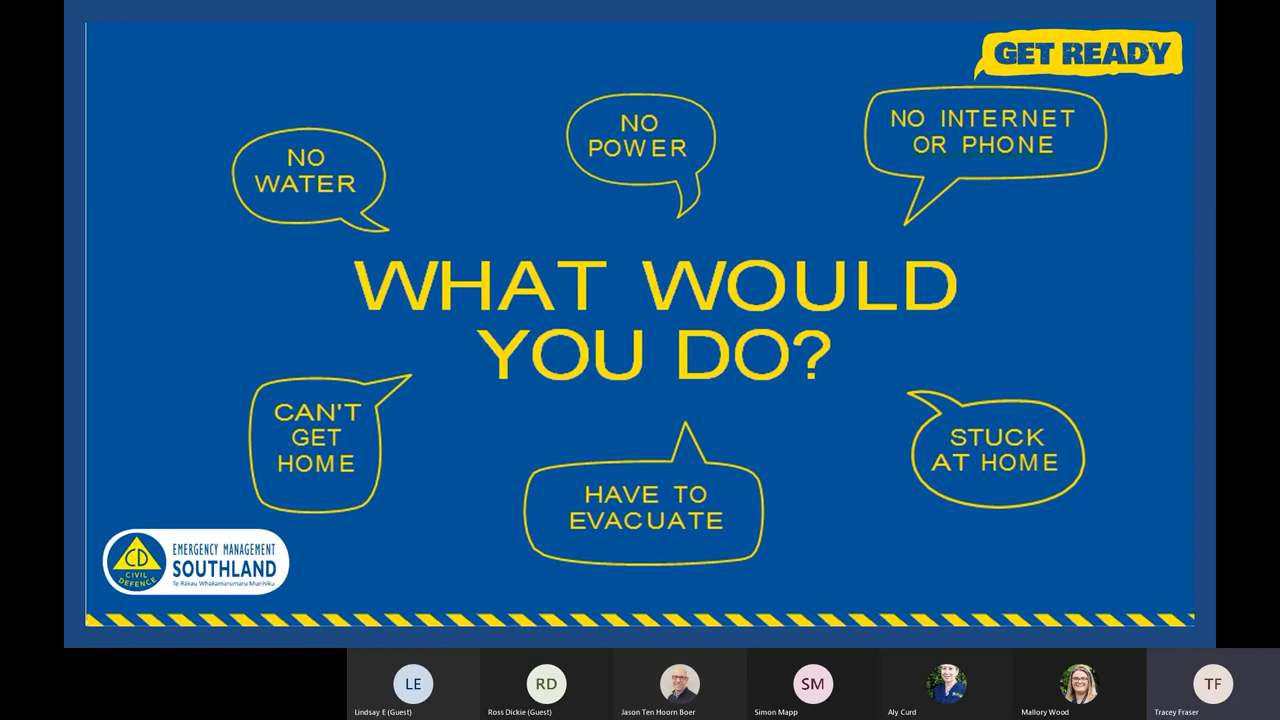 GET READY
NO
WATER
NO
POWER
NO INTERNET
OR PHONE
WHAT WOULD
YOU DO?
CAN'T
GET
HOME
HAVE TO
EVACUATE
STUCK
AT HOME
CD
CIVIL
DEFENCE
EMERGENCY MANAGEMENT
SOUTHLAND
Te Rākau Whakamarumaru Murihiku
LE
RD
SM
TF
Lindsay E (Guest)
Ross Dickie (Guest)
Jason Ten Hoorn Boer
Simon Mapp
Aly Curd
Mallory Wood
Tracey Fraser